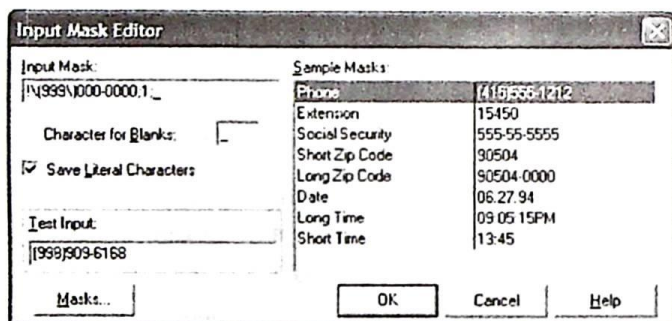 Input Mask Editor
Input Mask:
!\(999\)000-0000;1;_
Character for Blanks: _
Save Literal Characters
Test Input:
(998)909-6168
Masks...
Sample Masks:
Phone (416)555-1212
Extension 15450
Social Security 555-55-5555
Short Zip Code 90504
Long Zip Code 90504-0000
Date 06.27.94
Long Time 09:05:15PM
Short Time 13:45
OK Cancel Help